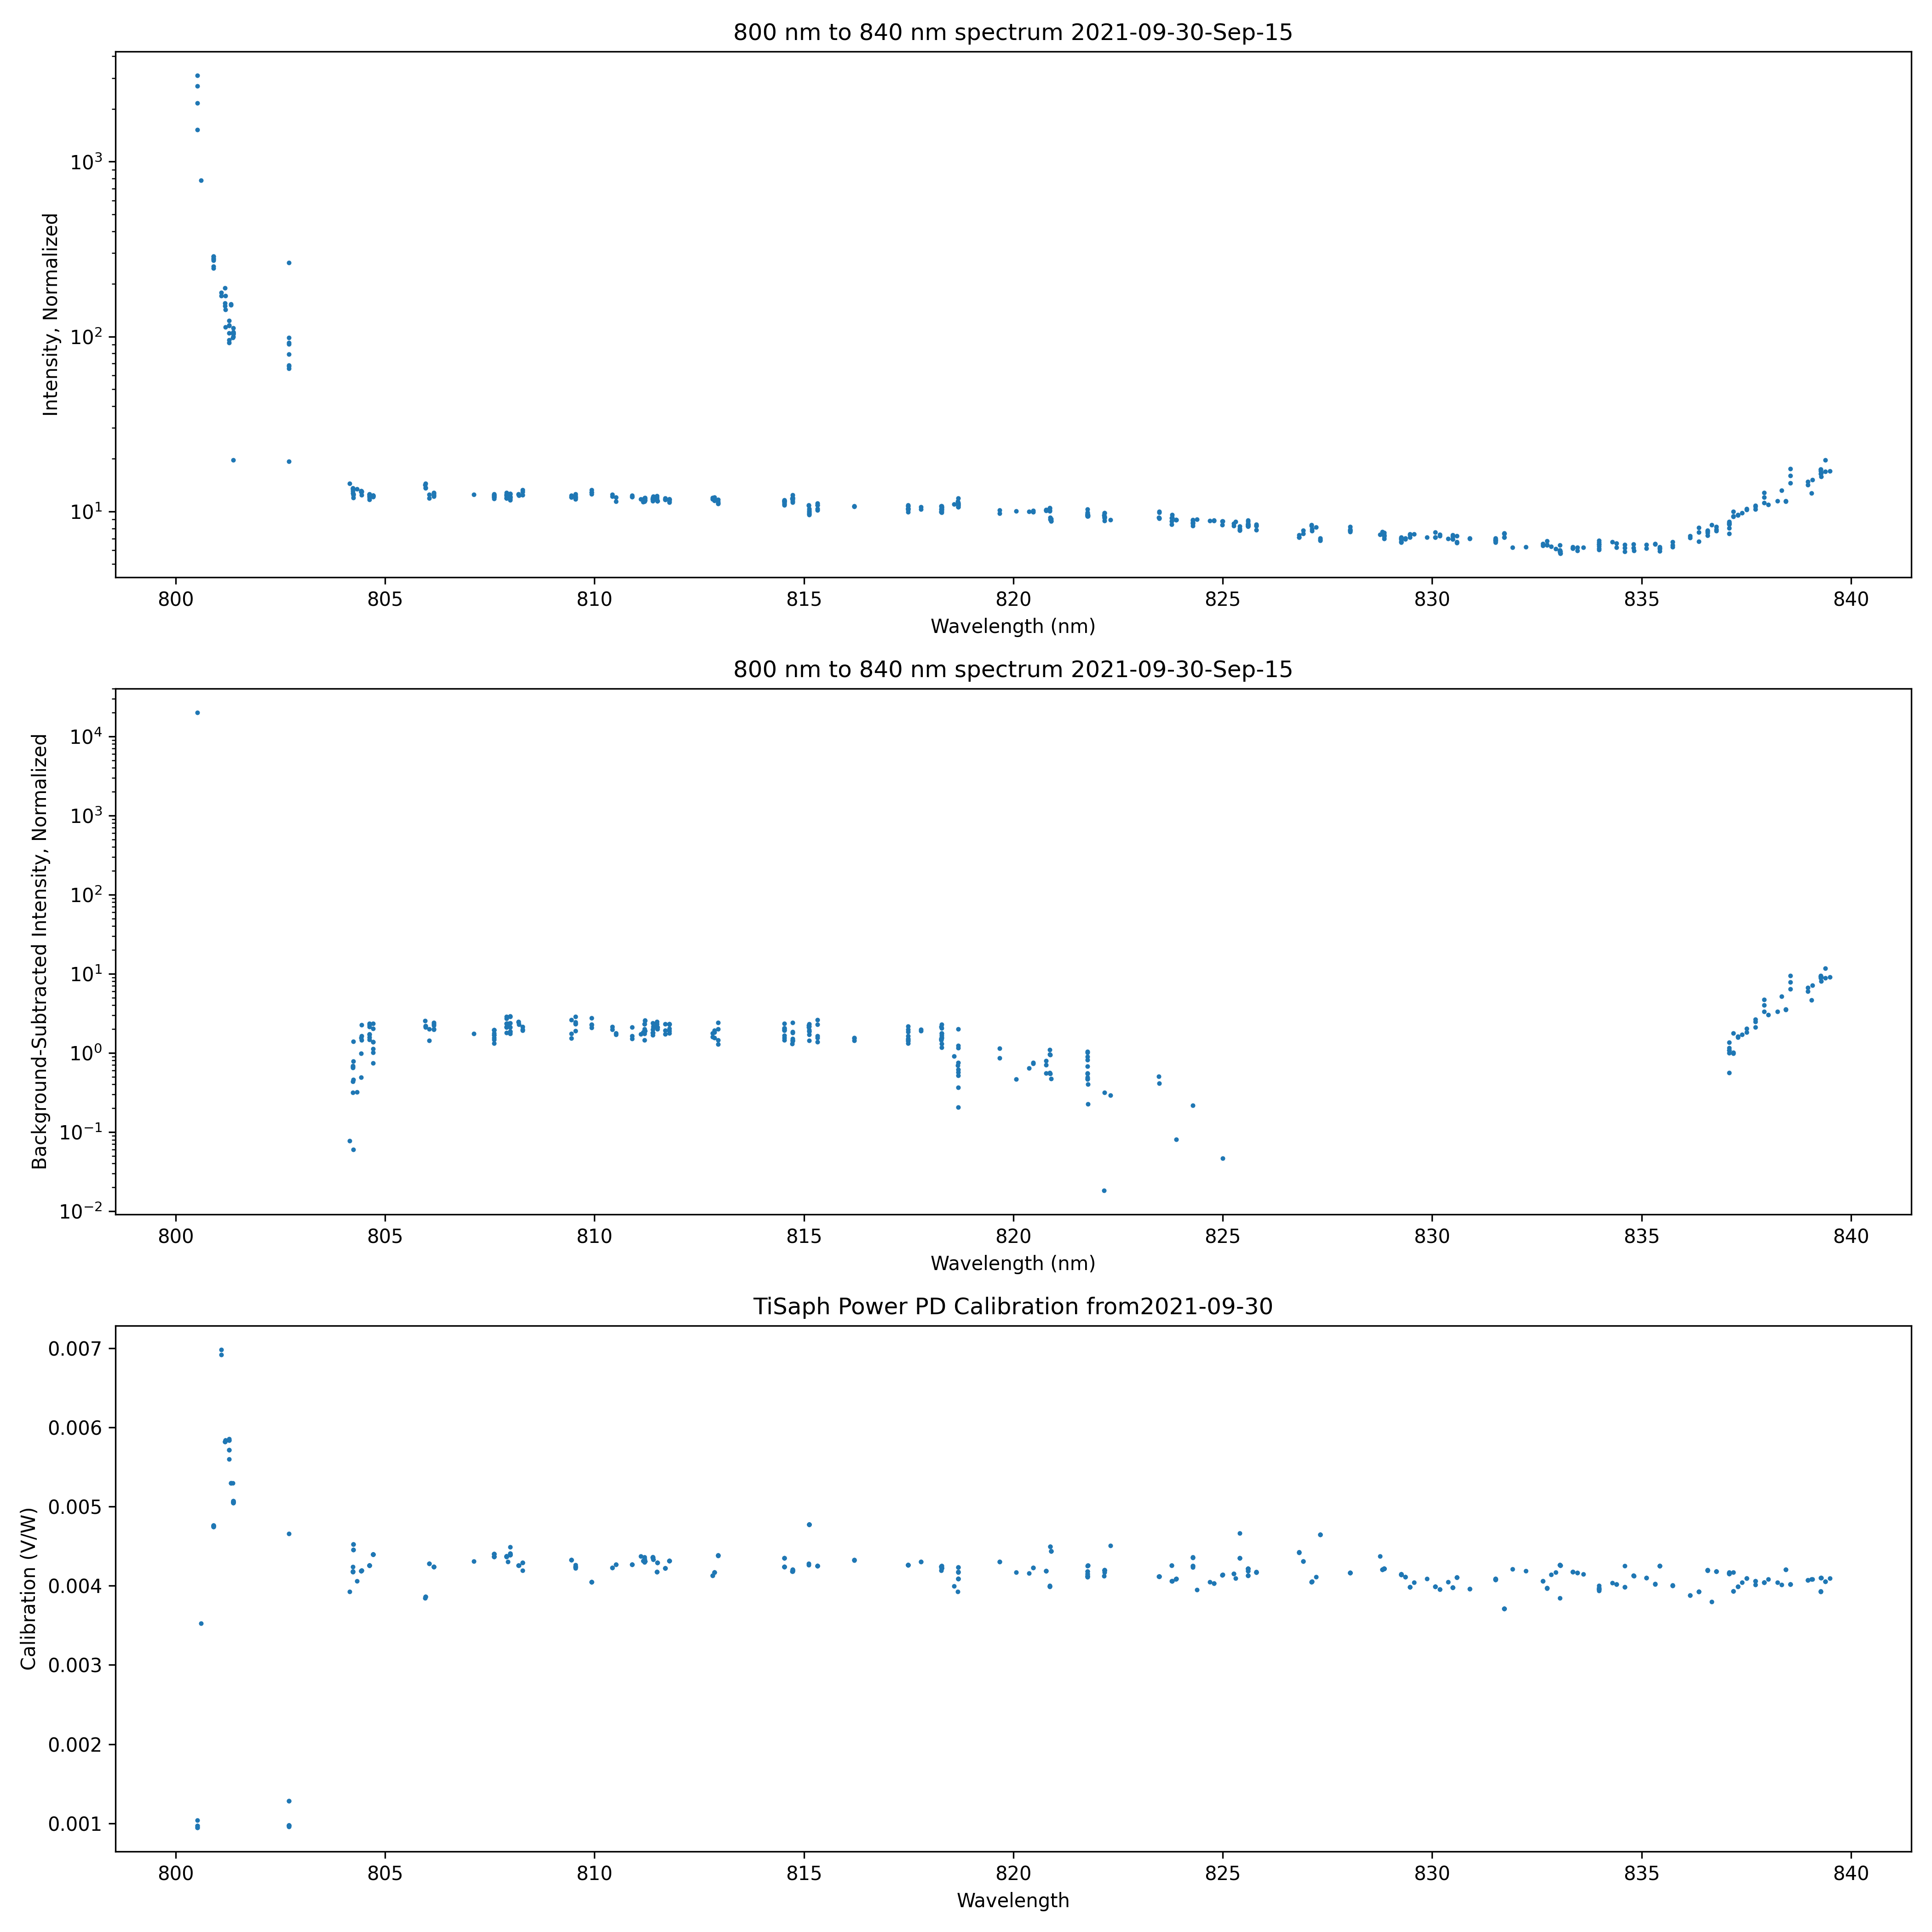 800 nm to 840 nm spectrum 2021-09-30-Sep-15
Intensity, Normalized
10³
10²
10¹
800 805 810 815 820 825 830 835 840
Wavelength (nm)
800 nm to 840 nm spectrum 2021-09-30-Sep-15
Background-Subtracted Intensity, Normalized
10⁴
10³
10²
10¹
10⁰
10⁻¹
10⁻²
800 805 810 815 820 825 830 835 840
Wavelength (nm)
TiSaph Power PD Calibration from2021-09-30
Calibration (V/W)
0.007
0.006
0.005
0.004
0.003
0.002
0.001
800 805 810 815 820 825 830 835 840
Wavelength